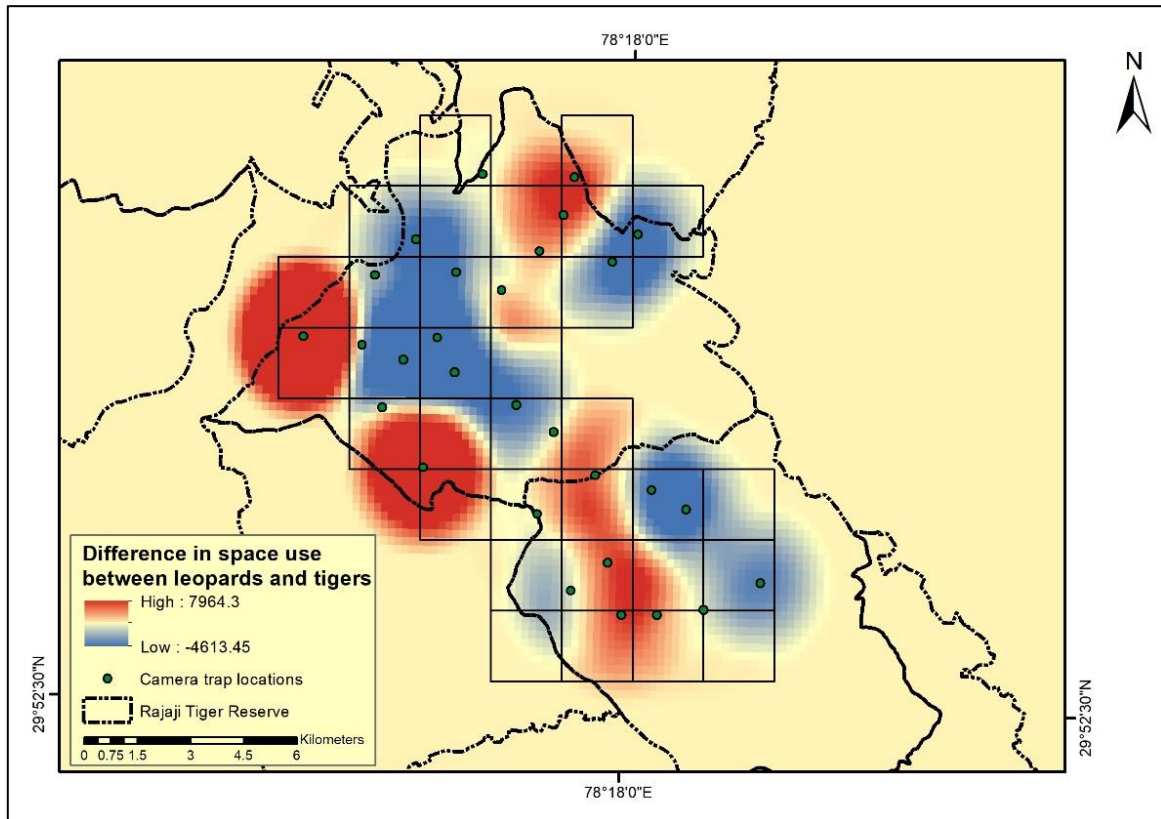 78°18'0"E
N
Difference in space use
between leopards and tigers
High : 7964.3
Low : -4613.45
Camera trap locations
Rajaji Tiger Reserve
Kilometers
0 0.75 1.5 3 4.5 6
29°52'30"N
29°52'30"N
78°18'0"E